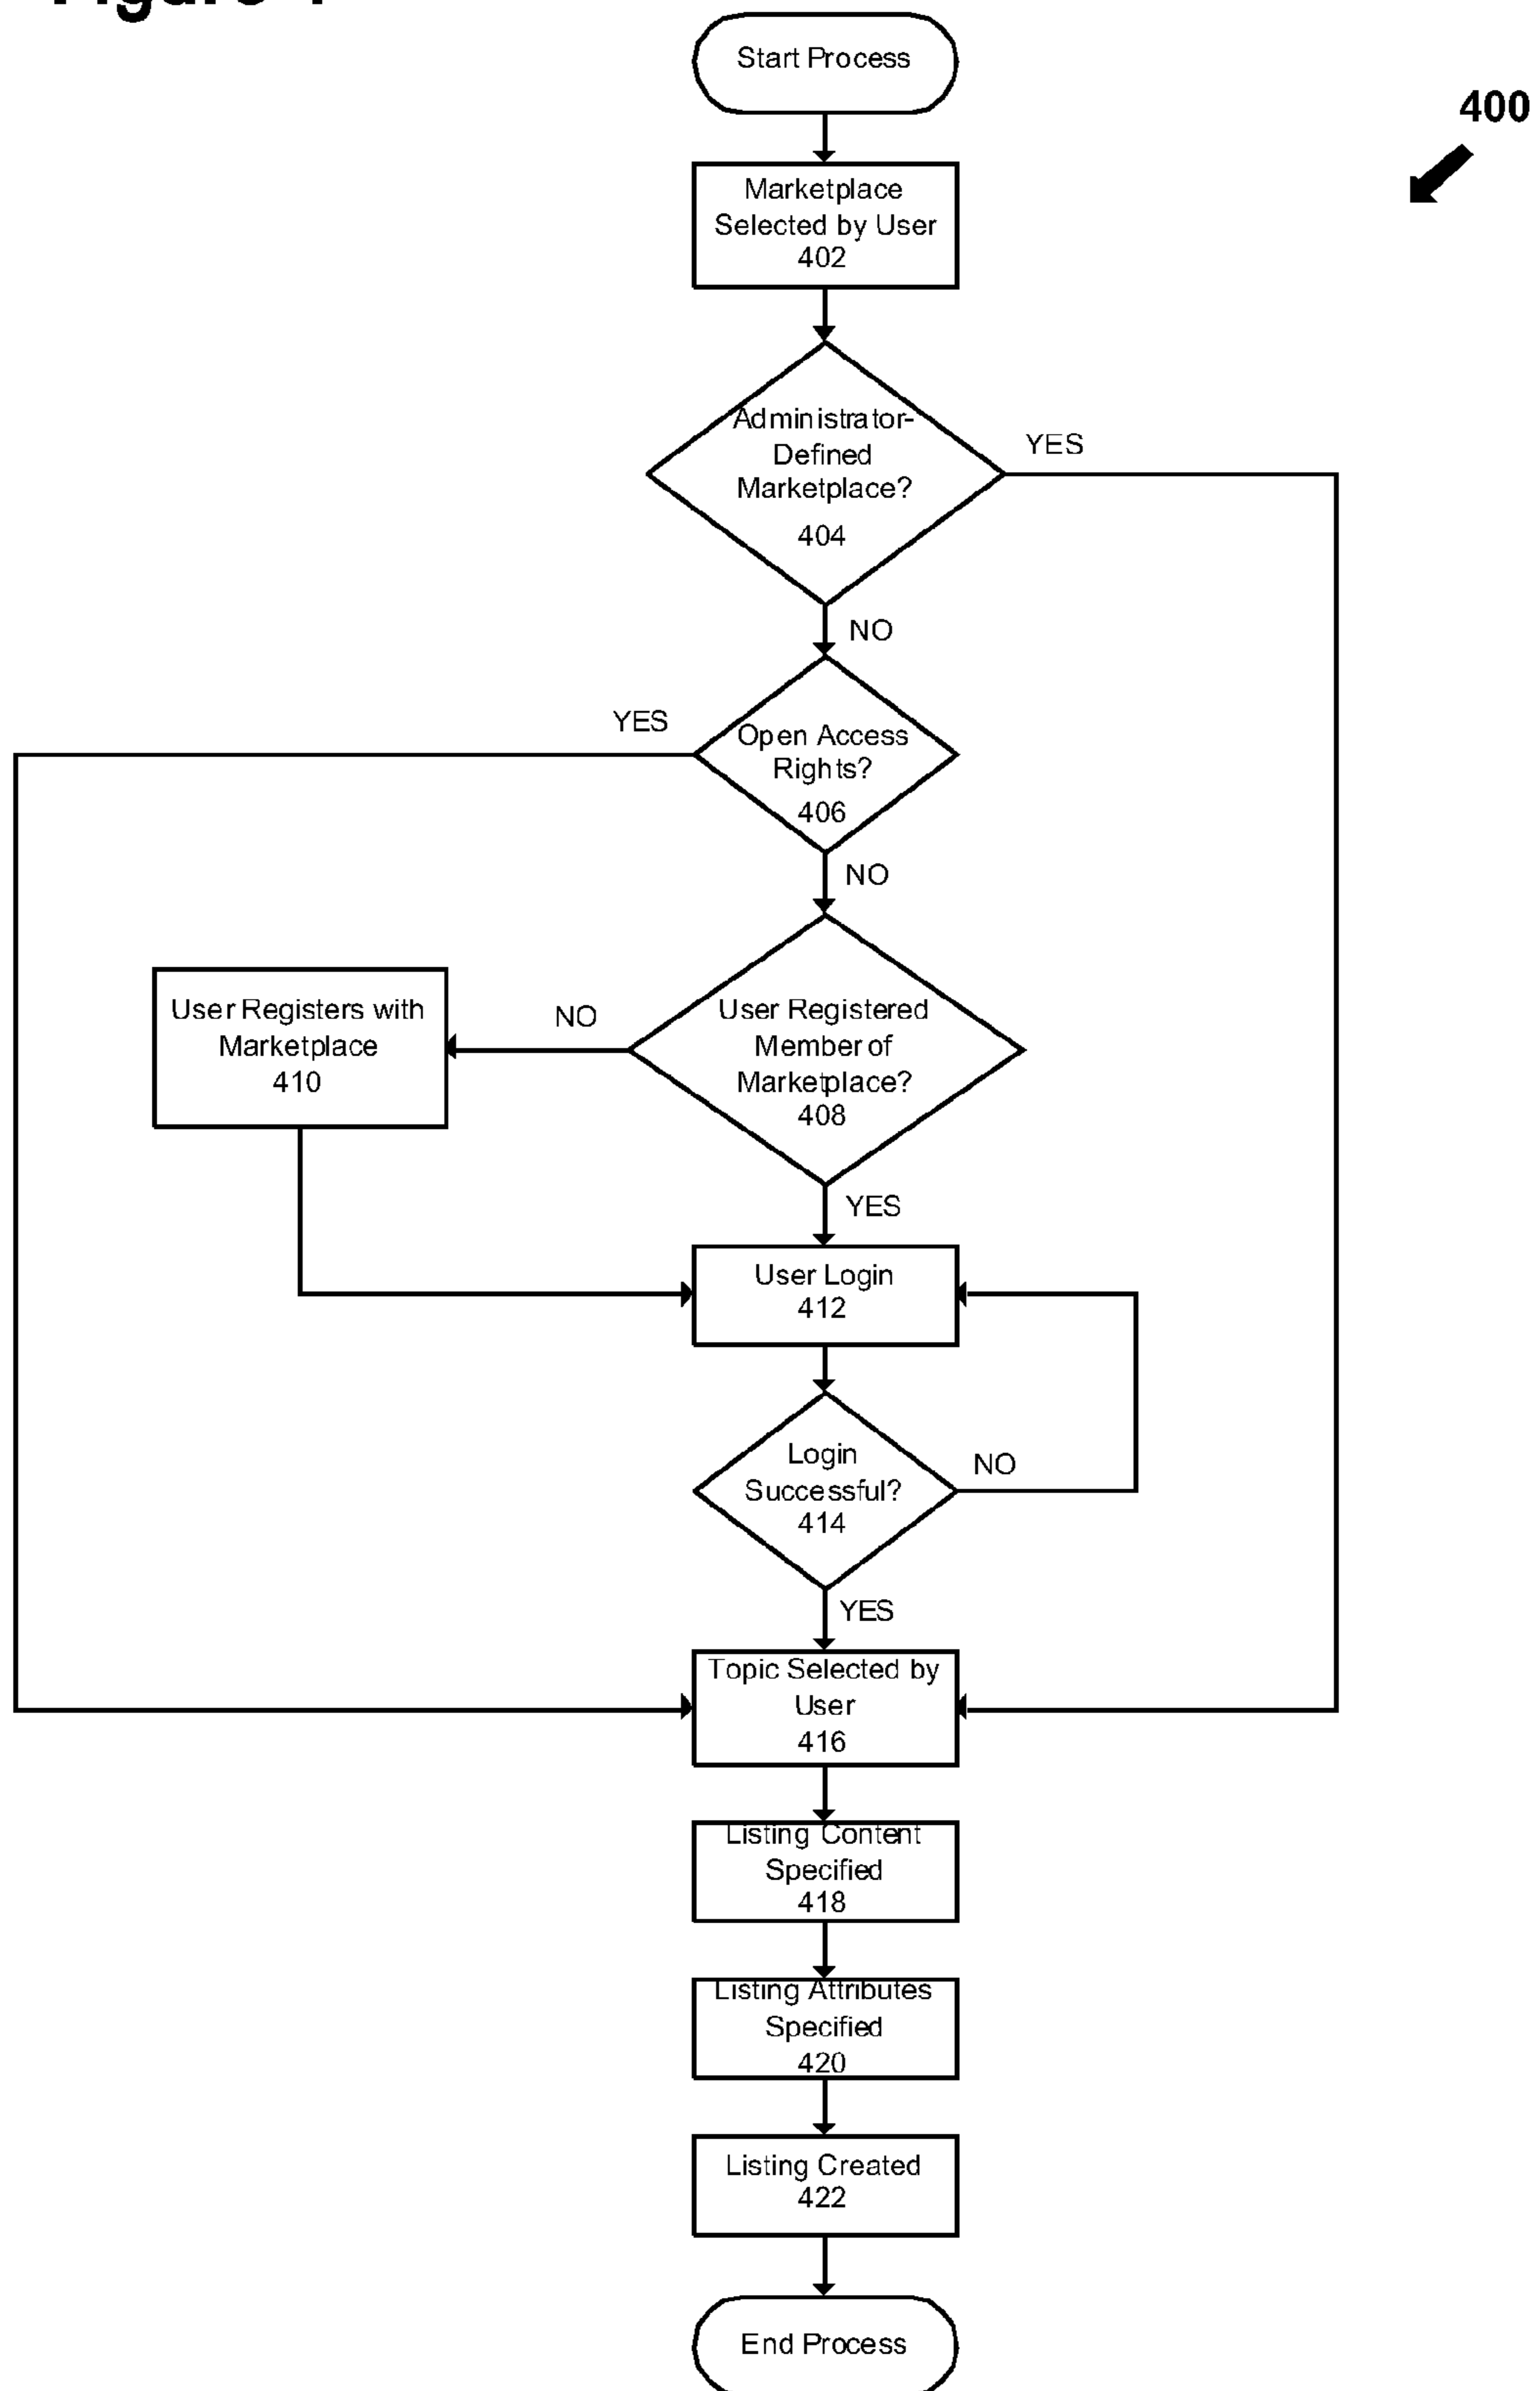 Start Process
400
Marketplace
Selected by User
402
Administrator-
Defined
Marketplace?
404
YES
NO
YES
Open Access
Rights?
406
NO
User Registers with
Marketplace
410
NO
User Registered
Member of
Marketplace?
408
YES
User Login
412
Login
Successful?
414
NO
YES
Topic Selected by
User
416
Listing Content
Specified
418
Listing Attributes
Specified
420
Listing Created
422
End Process